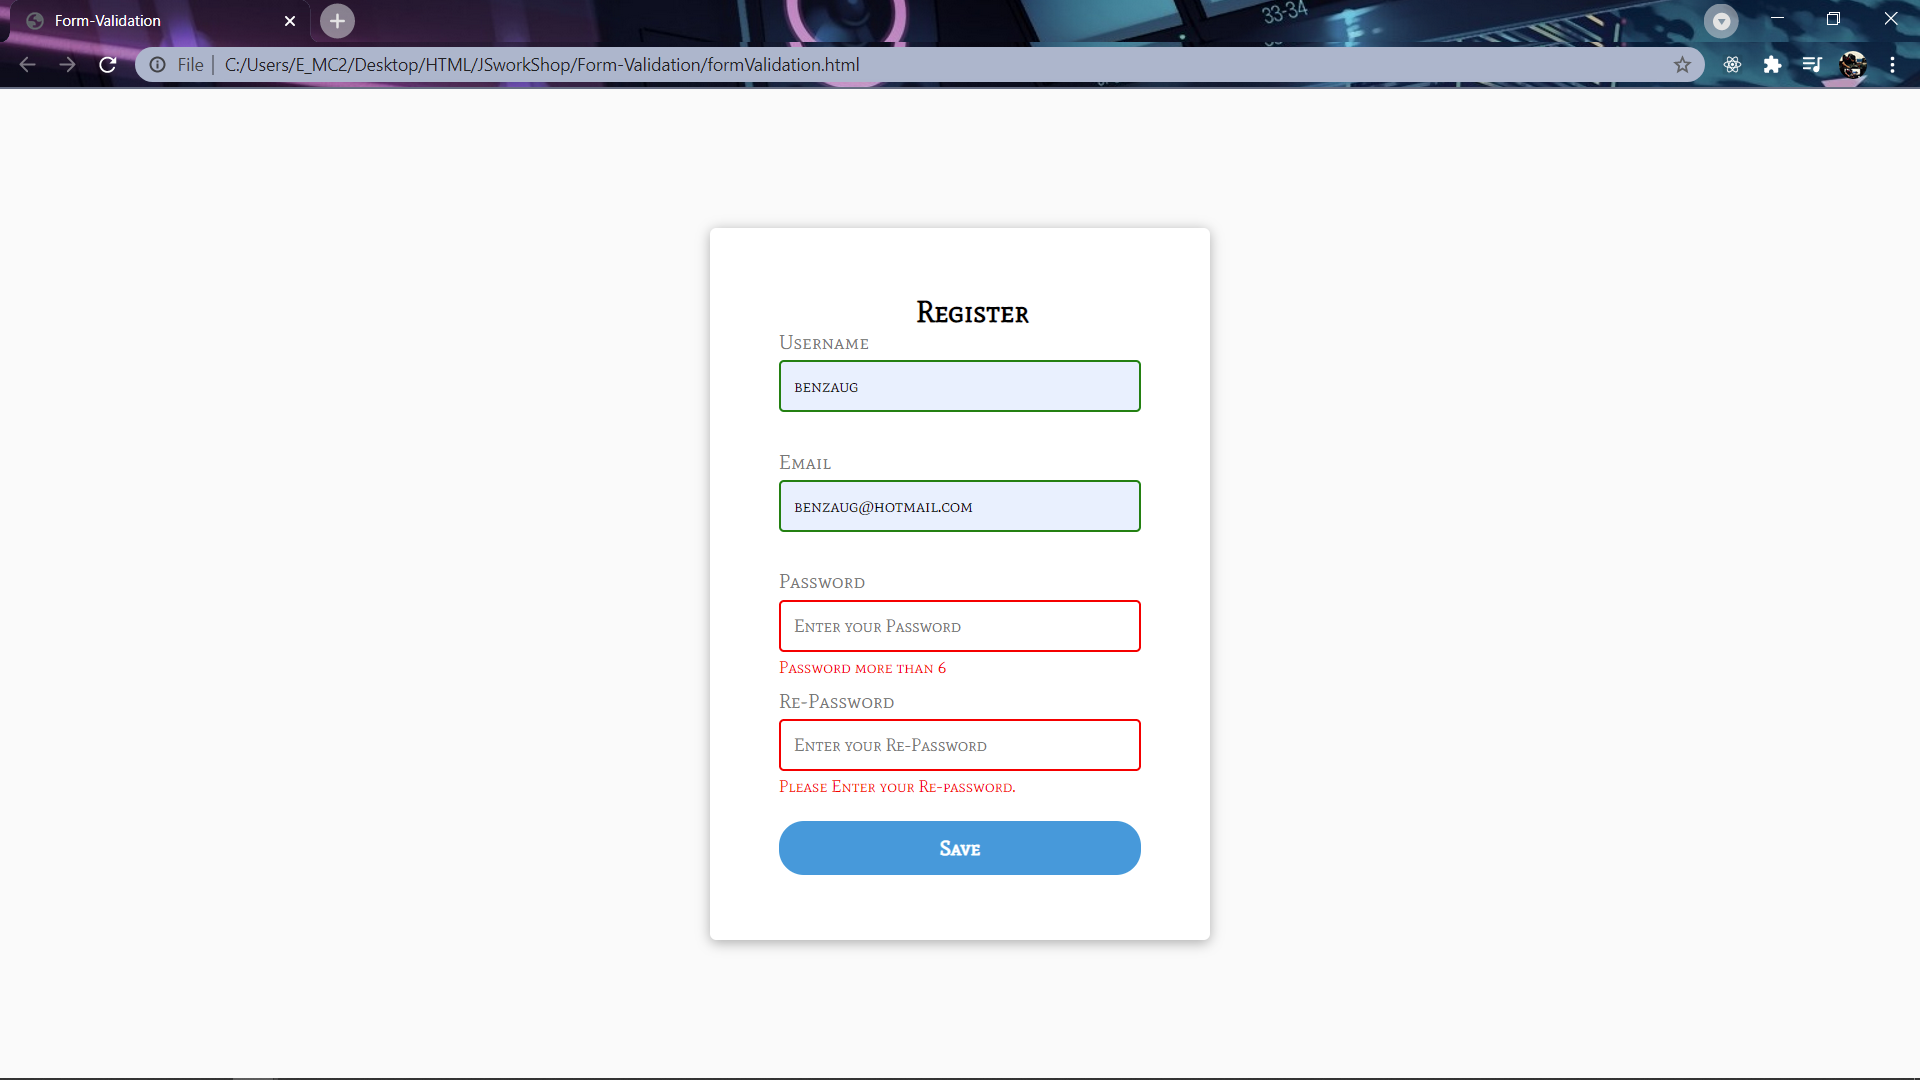 Form-Validation
33-34
File | C:/Users/E_MC2/Desktop/HTML/JSworkShop/Form-Validation/formValidation.html
Register
Username
benzaug
Email
benzaug@hotmail.com
Password
Enter your Password
Password more than 6
Re-Password
Enter your Re-Password
Please Enter your Re-password.
Save